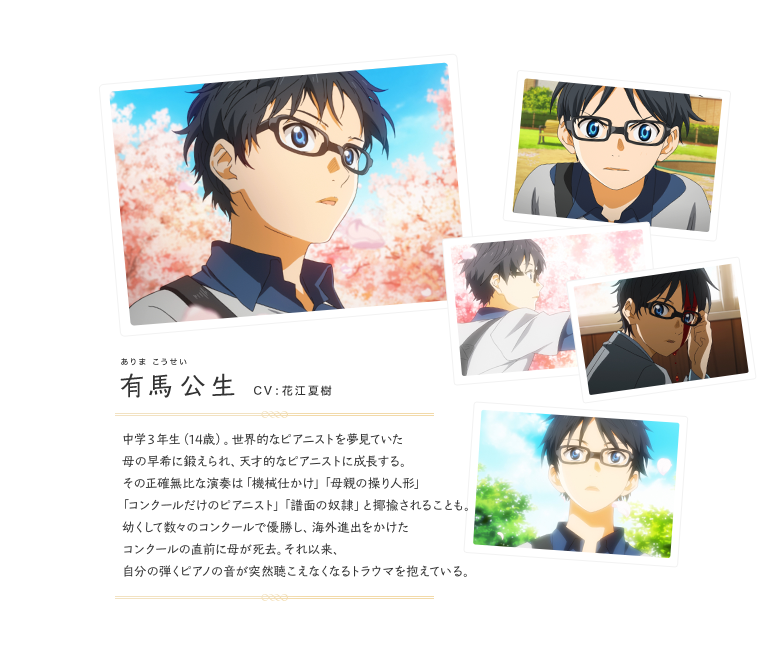 ありま こうせい
有馬公生 CV:花江夏樹
中学3年生(14歳)。世界的なピアニストを夢見ていた
母の早希に鍛えられ、天才的なピアニストに成長する。
その正確無比な演奏は「機械仕かけ」「母親の操り人形」
「コンクールだけのピアニスト」「譜面の奴隷」と揶揄されることも。
幼くして数々のコンクールで優勝し、海外進出をかけた
コンクールの直前に母が死去。それ以来、
自分の弾くピアノの音が突然聴こえなくなるトラウマを抱えている。